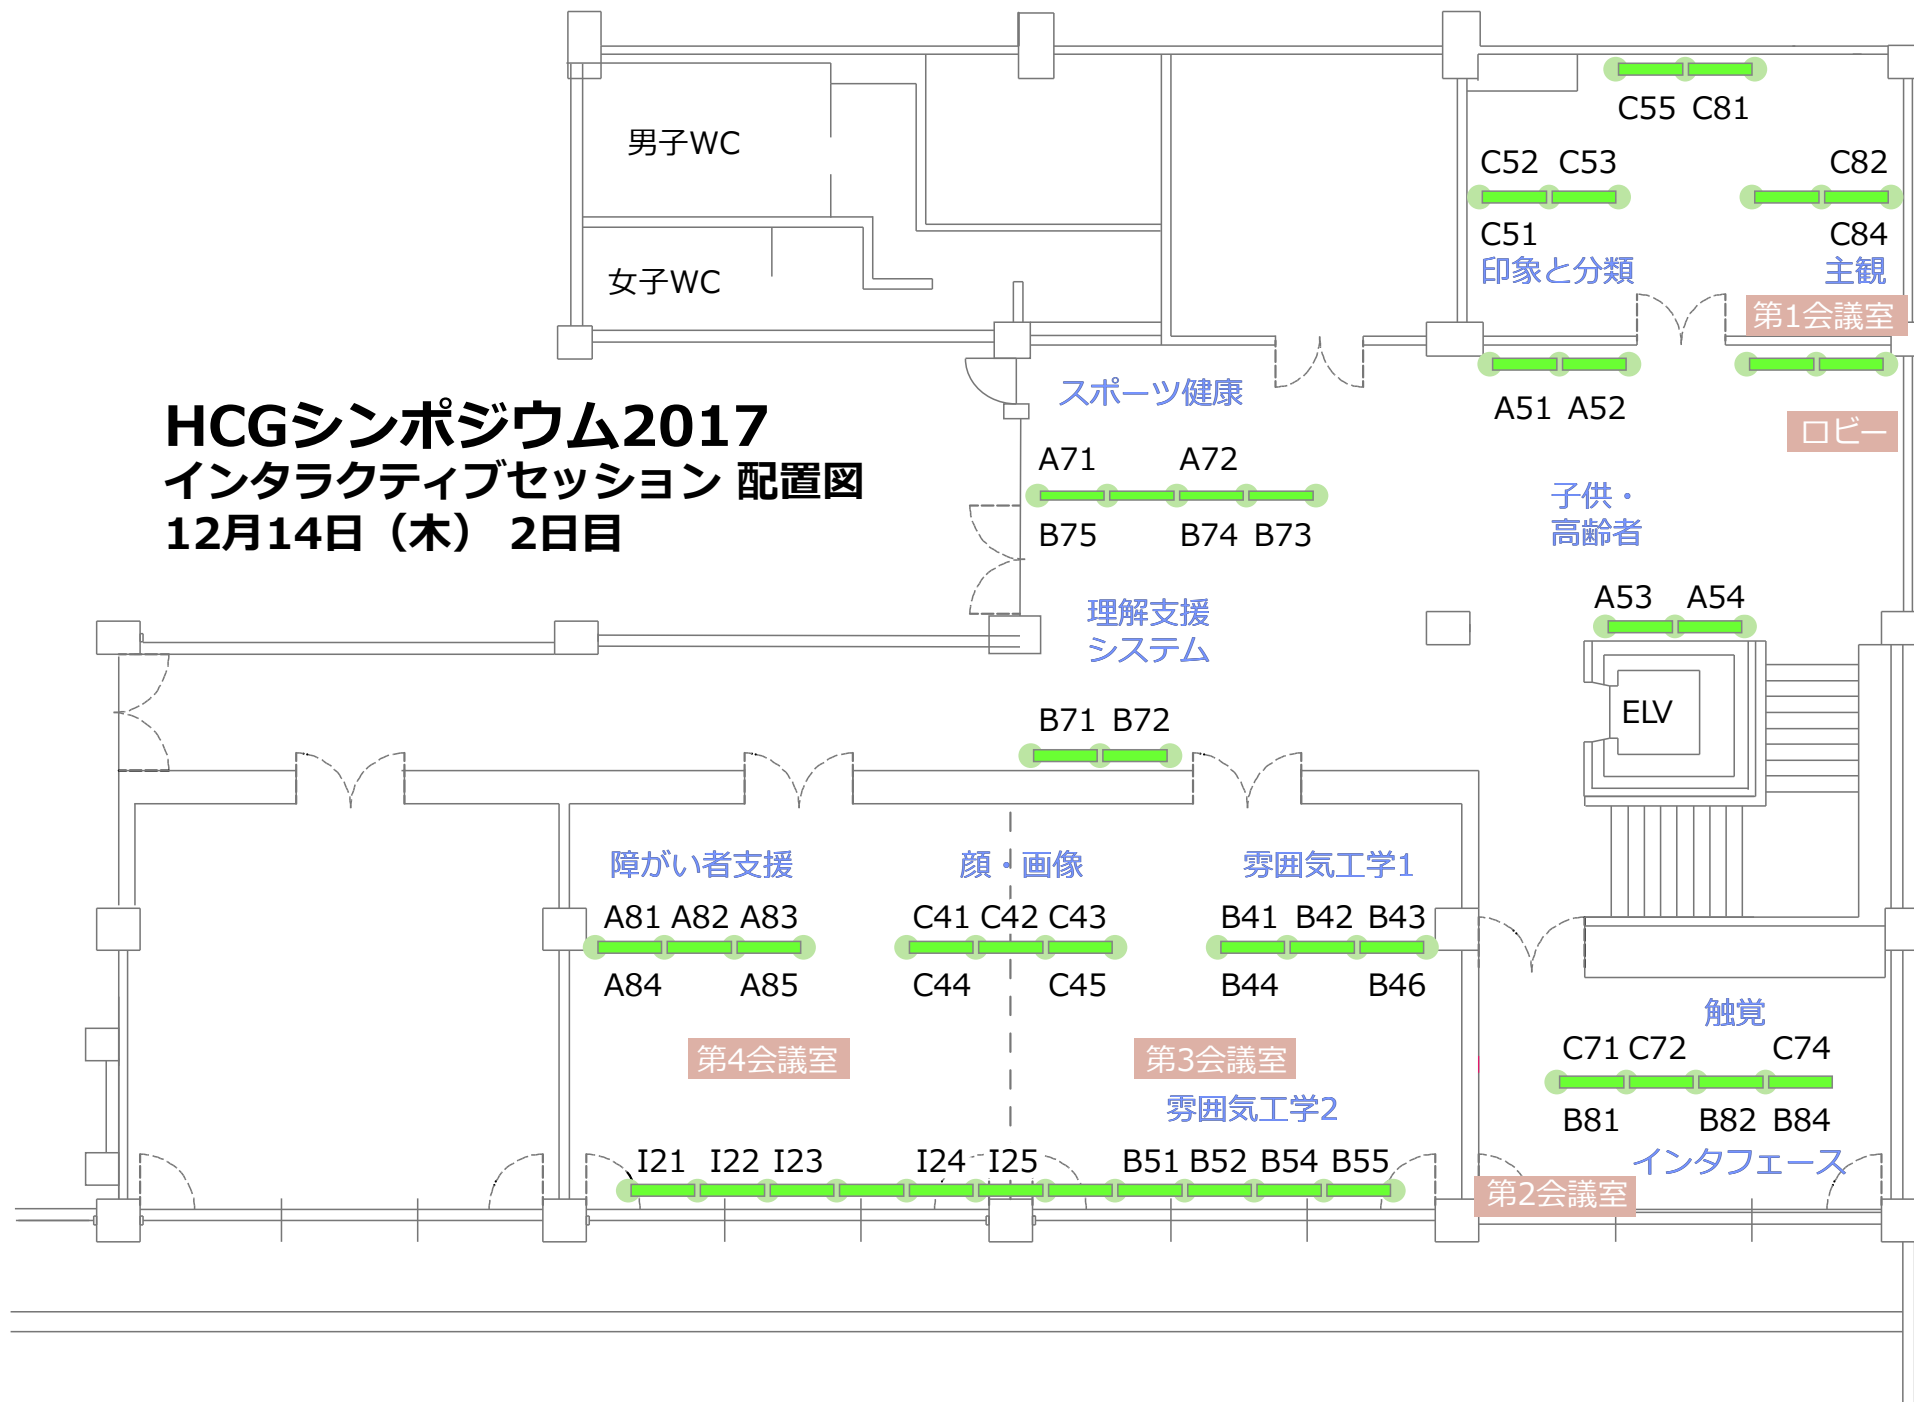 C55 C81
男子WC
C52 C53
C82
C51
C84
女子WC
印象と分類
主観
第1会議室
スポーツ健康
HCGシンポジウム2017
インタラクティブセッション 配置図
12月14日（木） 2日目
A51 A52
ロビー
A71
A72
子供・
高齢者
B75
B74 B73
理解支援
システム
A53
A54
B71 B72
ELV
障がい者支援
顔・画像
雰囲気工学1
A81 A82 A83
C41 C42 C43
B41 B42 B43
A84
A85
C44
C45
B44
B46
触覚
第4会議室
第3会議室
C71 C72
C74
雰囲気工学2
B81
B82 B84
I21 I22 I23
I24 I25
B51 B52 B54 B55
インタフェース
第2会議室